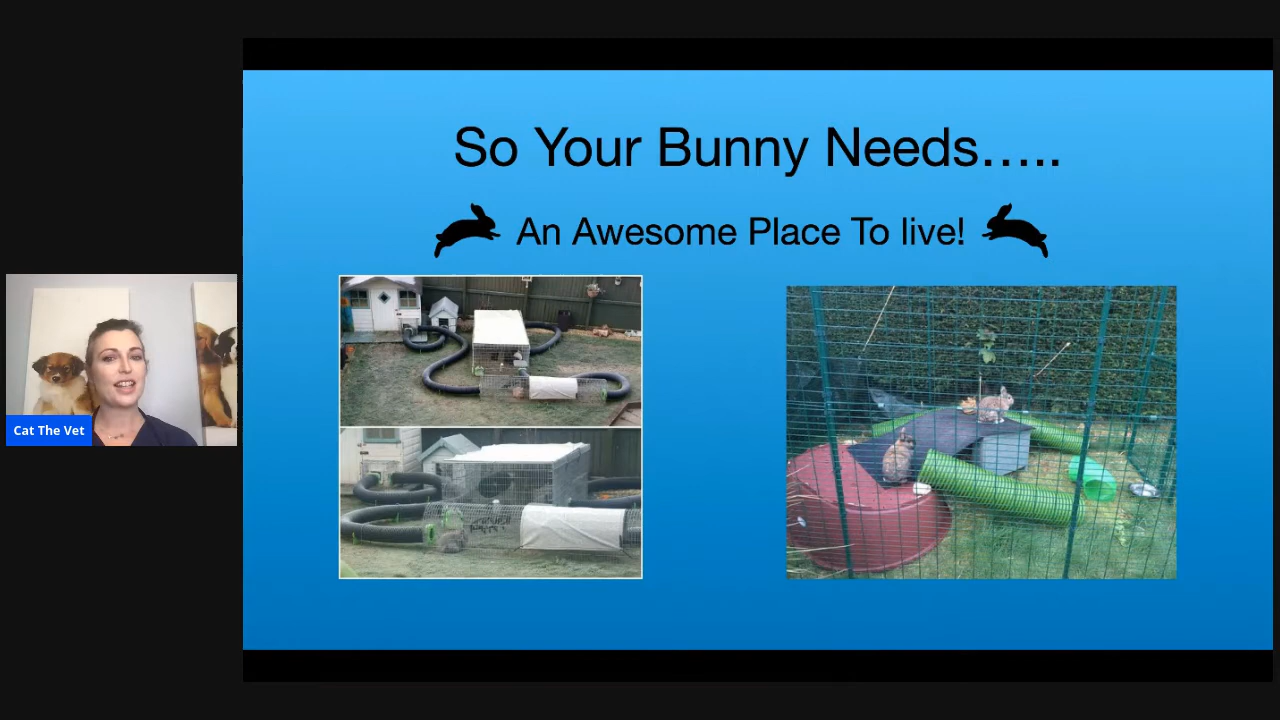 So Your Bunny Needs.....
An Awesome Place To live!
Cat The Vet